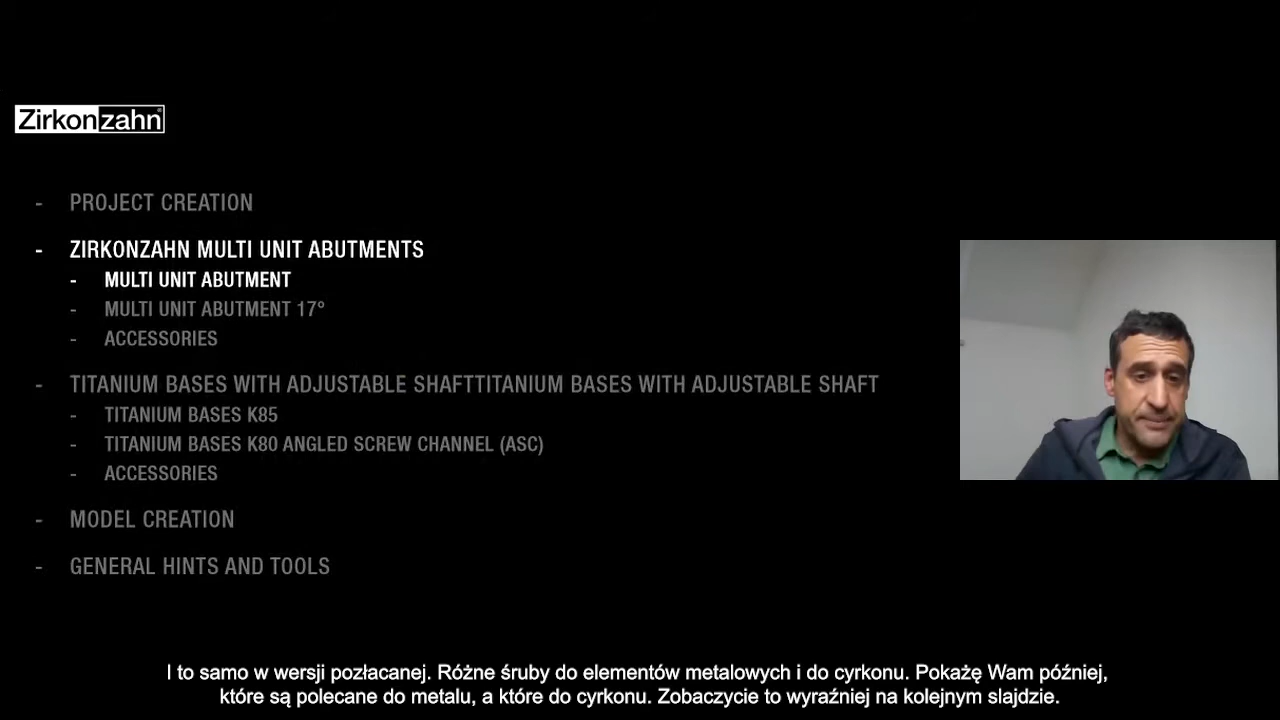 Zirkonzahn®
- PROJECT CREATION
- ZIRKONZAHN MULTI UNIT ABUTMENTS
- MULTI UNIT ABUTMENT
- MULTI UNIT ABUTMENT 17°
- ACCESSORIES
- TITANIUM BASES WITH ADJUSTABLE SHAFTTITANIUM BASES WITH ADJUSTABLE SHAFT
- TITANIUM BASES K85
- TITANIUM BASES K80 ANGLED SCREW CHANNEL (ASC)
- ACCESSORIES
- MODEL CREATION
- GENERAL HINTS AND TOOLS
I to samo w wersji pozłacanej. Różne śruby do elementów metalowych i do cyrkonu. Pokażę Wam później,
które są polecane do metalu, a które do cyrkonu. Zobaczycie to wyraźniej na kolejnym slajdzie.